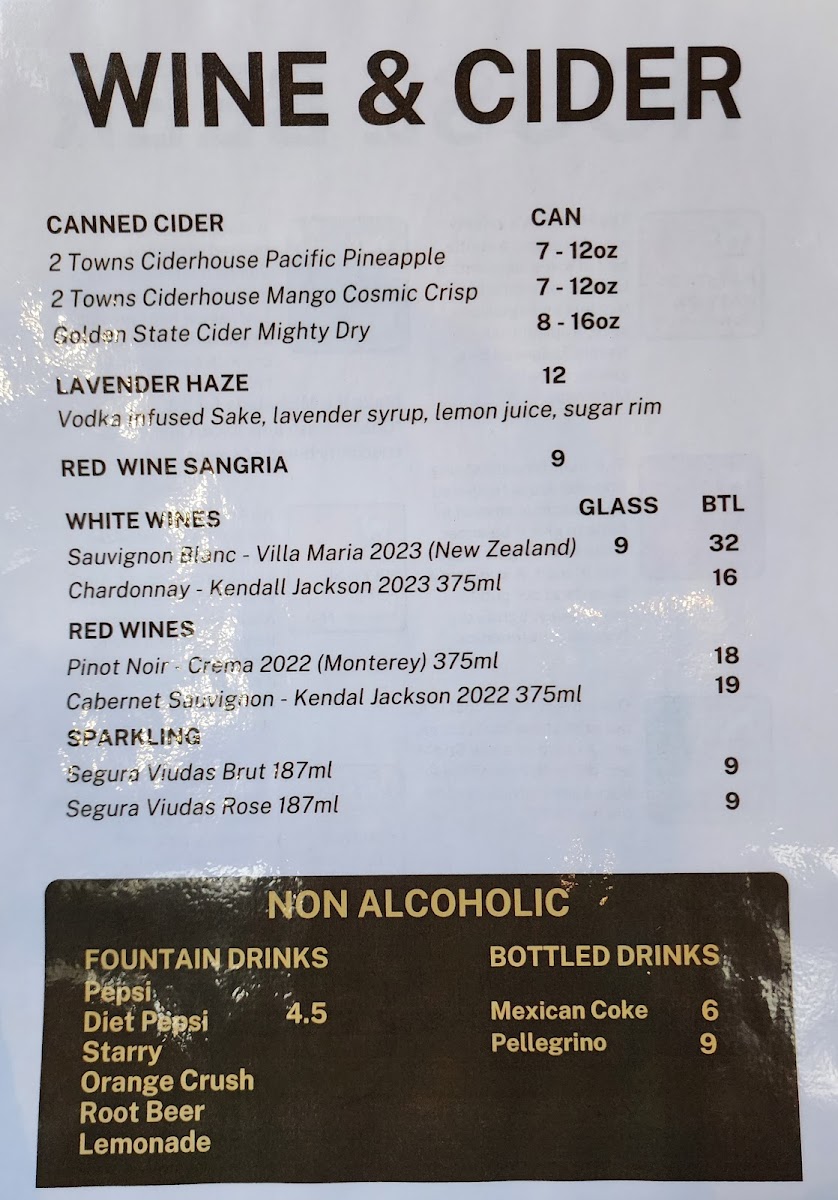 WINE & CIDER
CANNED CIDER CAN
2 Towns Ciderhouse Pacific Pineapple 7 - 12oz
2 Towns Ciderhouse Mango Cosmic Crisp 7 - 12oz
Golden State Cider Mighty Dry 8 - 16oz
LAVENDER HAZE 12
Vodka infused Sake, lavender syrup, lemon juice, sugar rim
RED WINE SANGRIA 9
WHITE WINES GLASS BTL
Sauvignon Blanc - Villa Maria 2023 (New Zealand) 9 32
Chardonnay - Kendall Jackson 2023 375ml 16
RED WINES
Pinot Noir - Crema 2022 (Monterey) 375ml 18
Cabernet Sauvignon - Kendal Jackson 2022 375ml 19
SPARKLING
Segura Viudas Brut 187ml 9
Segura Viudas Rose 187ml 9
NON ALCOHOLIC
FOUNTAIN DRINKS
Pepsi
Diet Pepsi 4.5
Starry
Orange Crush
Root Beer
Lemonade
BOTTLED DRINKS
Mexican Coke 6
Pellegrino 9